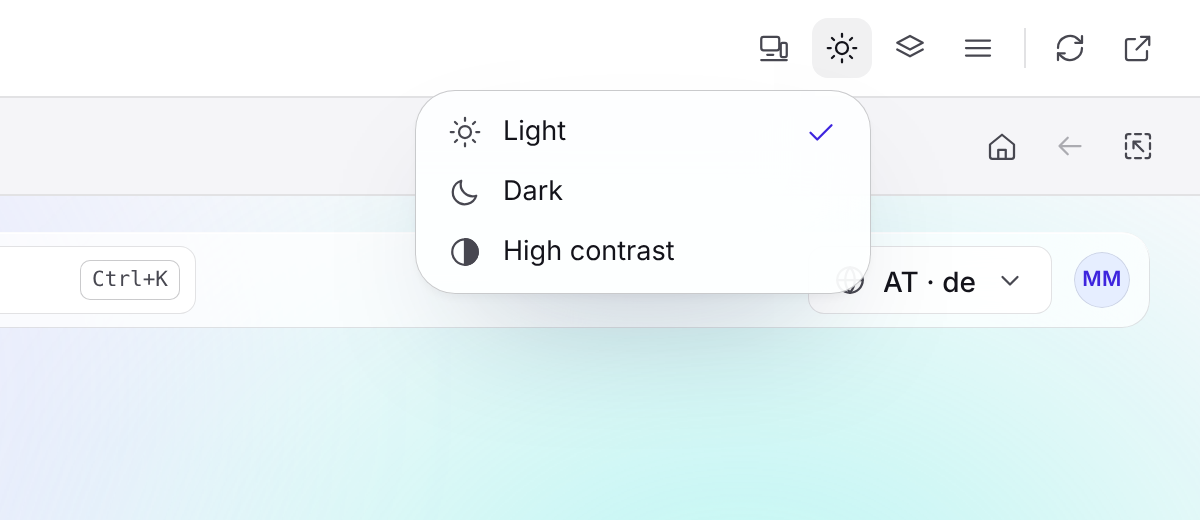 Light
Dark
High contrast
Ctrl+K
AT · de
MM